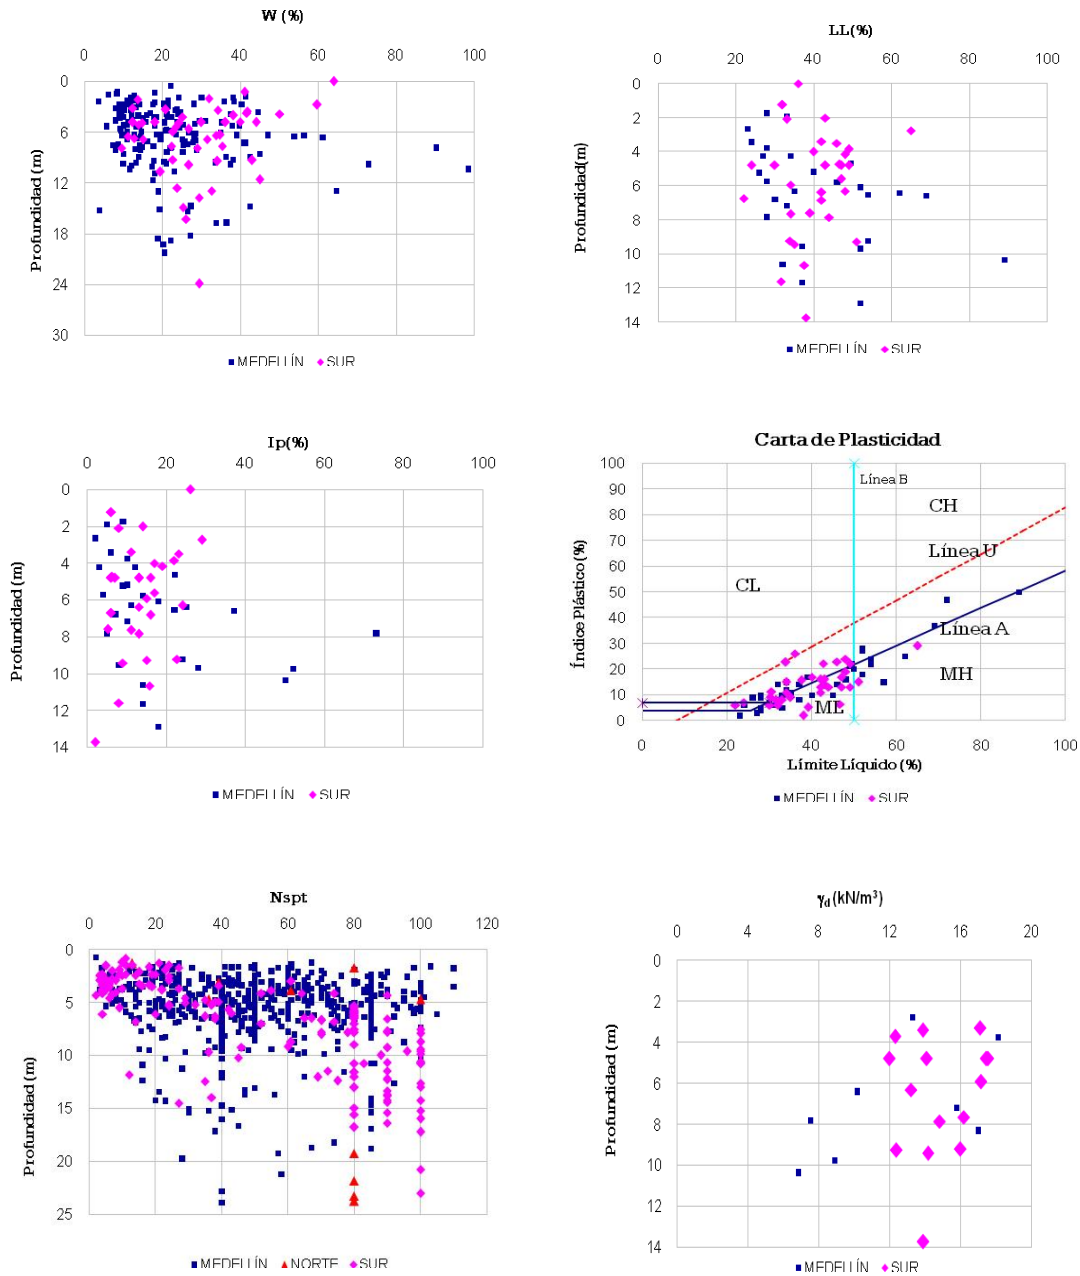 W (%)
0 20 40 60 80 100
0
6
12
18
24
30
Profundidad (m)
MEDELLÍN SUR
LL(%)
0 20 40 60 80 100
0
2
4
6
8
10
12
14
Profundidad(m)
MEDELLÍN SUR
Ip(%)
0 20 40 60 80 100
0
2
4
6
8
10
12
14
Profundidad (m)
MEDELLÍN SUR
Carta de Plasticidad
100
90
80
70
60
50
40
30
20
10
0
Índice Plástico (%)
Línea B
CH
Línea U
CL
Línea A
MH
ML
0 20 40 60 80 100
Límite Líquido (%)
MEDELLÍN SUR
Nspt
0 20 40 60 80 100 120
0
5
10
15
20
25
Profundidad (m)
MEDELLÍN NORTE SUR
γd (kN/m³)
0 4 8 12 16 20
0
2
4
6
8
10
12
14
Profundidad (m)
MEDELLÍN SUR